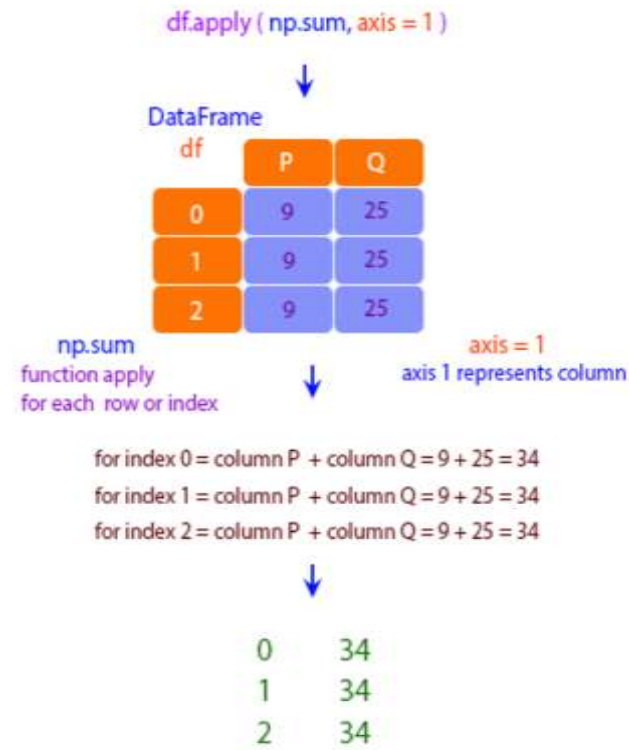 df.apply ( np.sum, axis = 1 )
DataFrame
df
P Q
0 9 25
1 9 25
2 9 25
np.sum
function apply
for each row or index
axis = 1
axis 1 represents column
for index 0 = column P + column Q = 9 + 25 = 34
for index 1 = column P + column Q = 9 + 25 = 34
for index 2 = column P + column Q = 9 + 25 = 34
0 34
1 34
2 34